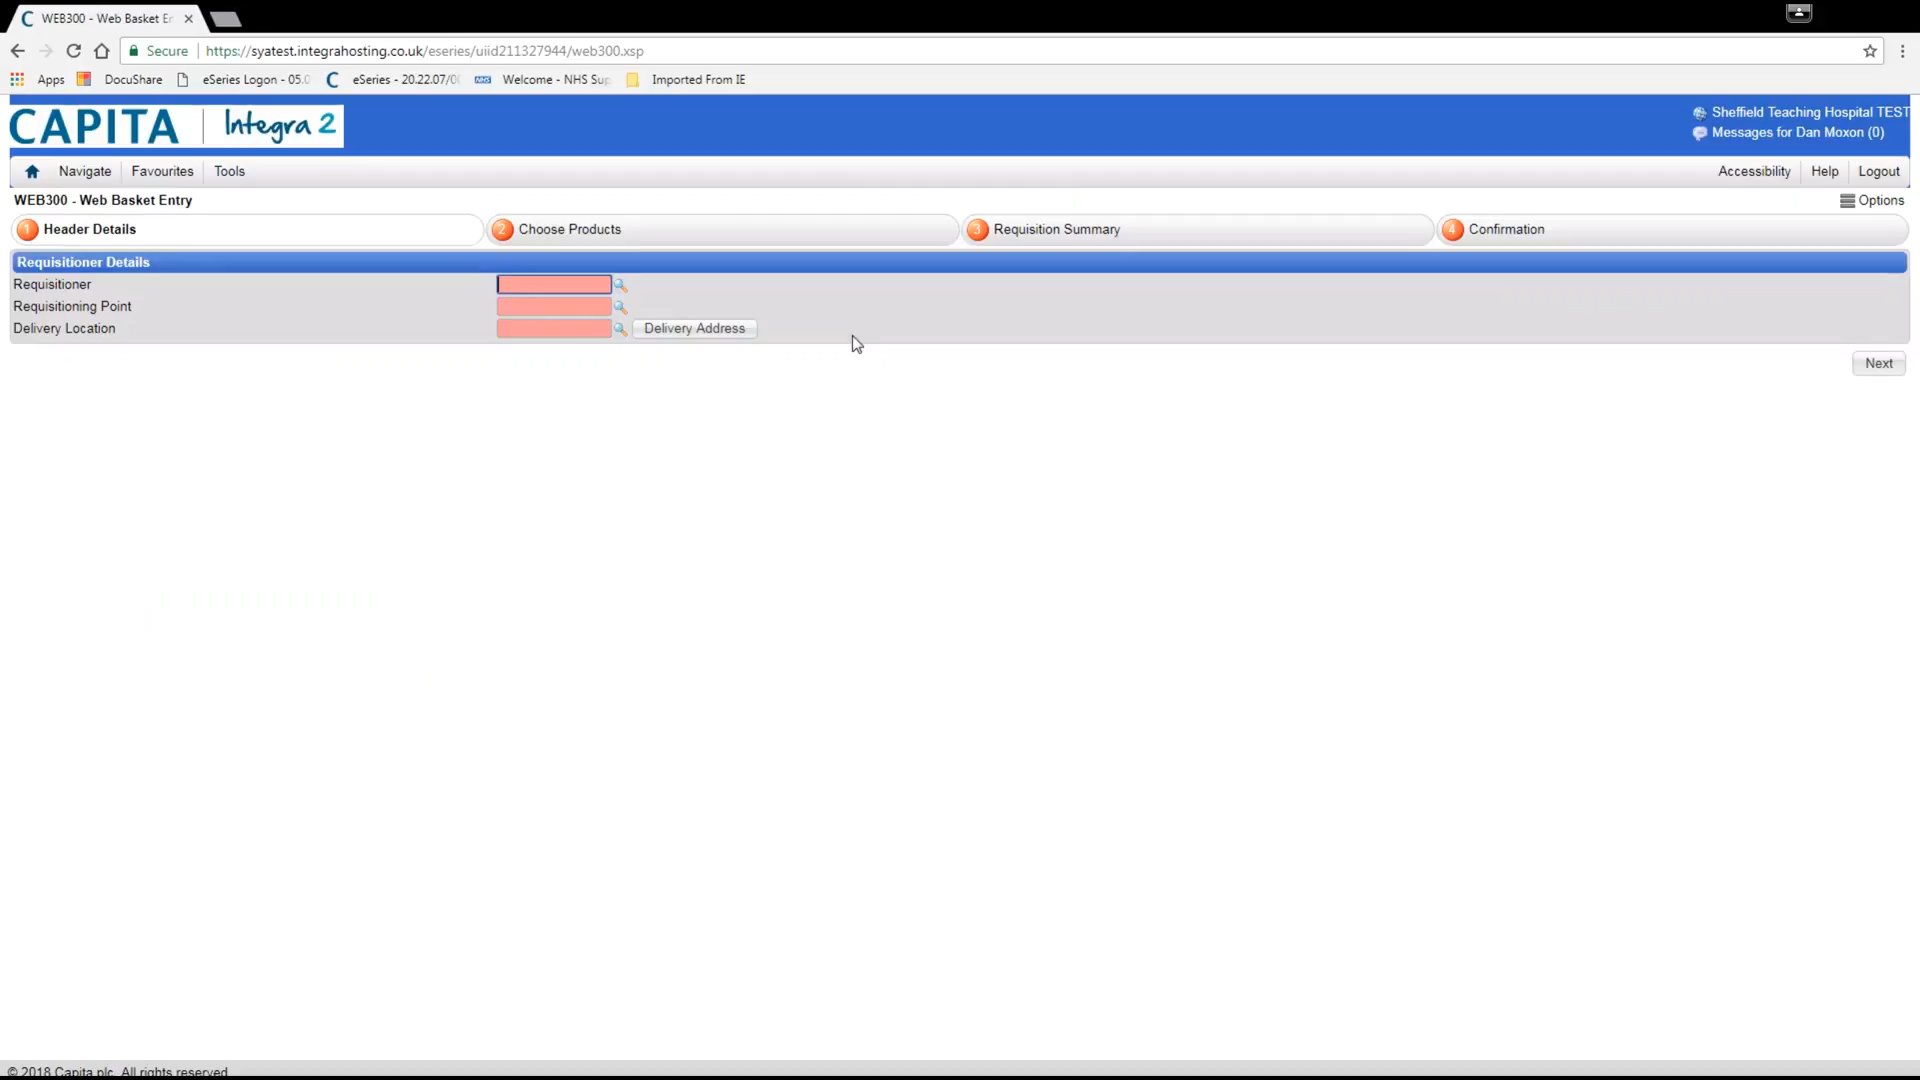 WEB300 - Web Basket Er
Secure https://syatest.integrahosting.co.uk/eseries/uiid211327944/web300.xsp
Apps DocuShare eSeries Logon - 05.0 eSeries - 20.22.07/0 NHS Welcome - NHS Sup Imported From IE
CAPITA Integra 2
Sheffield Teaching Hospital TEST
Messages for Dan Moxon (0)
Navigate Favourites Tools Accessibility Help Logout
WEB300 - Web Basket Entry Options
1 Header Details 2 Choose Products 3 Requisition Summary 4 Confirmation
Requisitioner Details
Requisitioner
Requisitioning Point
Delivery Location Delivery Address
Next
© 2018 Capita plc. All rights reserved.